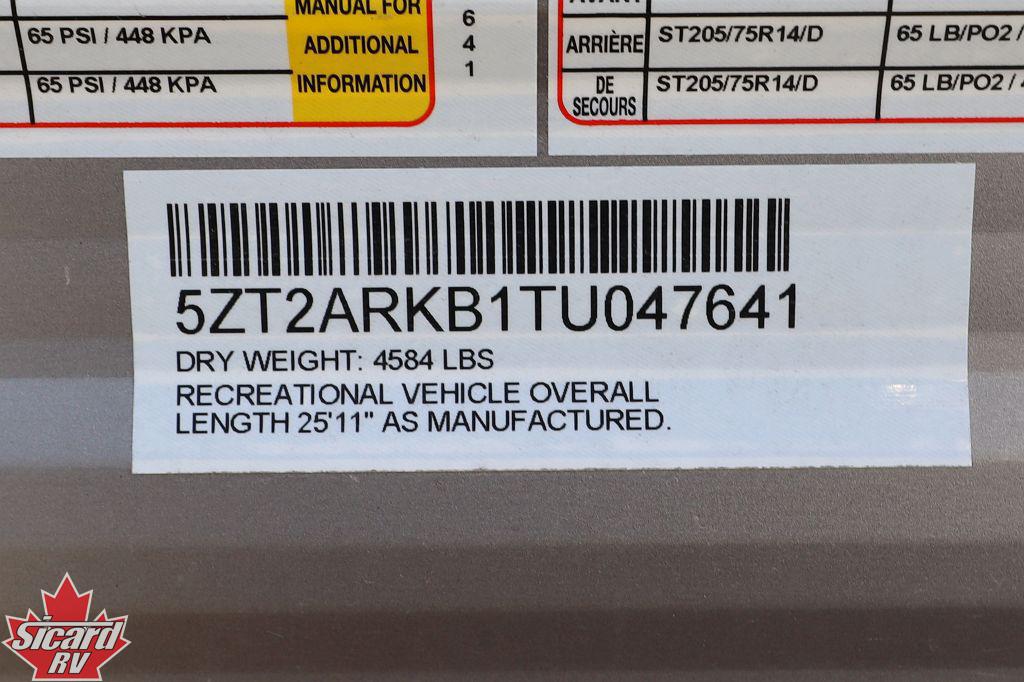 MANUAL FOR
65 PSI / 448 KPA
ADDITIONAL
65 PSI / 448 KPA
INFORMATION
6
4
1
ARRIÈRE ST205/75R14/D 65 LB/PO2 /
DE SECOURS ST205/75R14/D 65 LB/PO2 /
5ZT2ARKB1TU047641
DRY WEIGHT: 4584 LBS
RECREATIONAL VEHICLE OVERALL
LENGTH 25'11" AS MANUFACTURED.
Sicard
RV